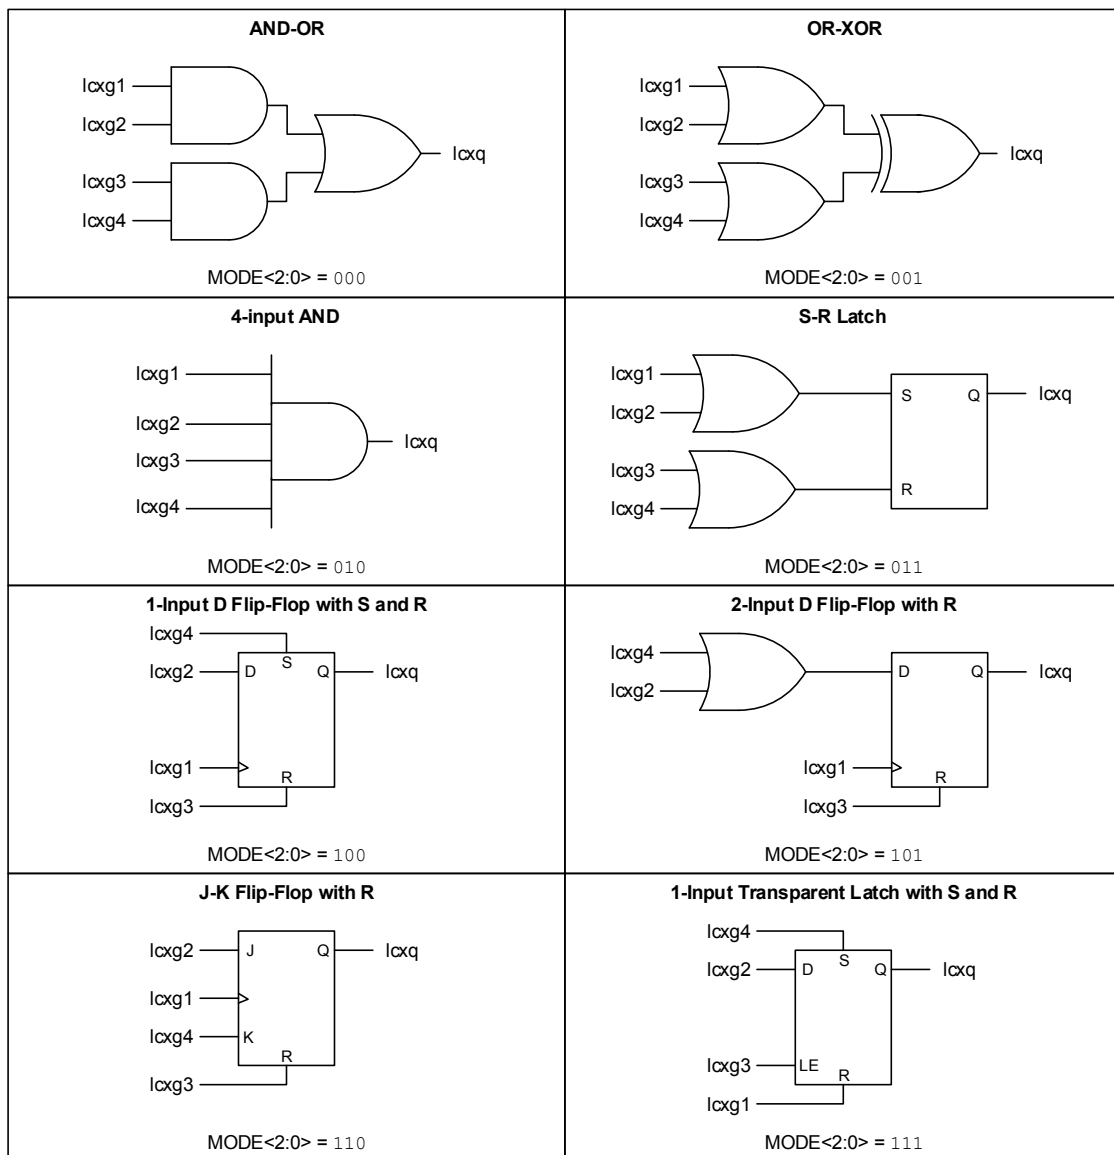 AND-OR
lcxg1
lcxg2
lcxg3
lcxg4
lcxq
MODE<2:0> = 000
OR-XOR
lcxg1
lcxg2
lcxg3
lcxg4
lcxq
MODE<2:0> = 001
4-input AND
lcxg1
lcxg2
lcxg3
lcxg4
lcxq
MODE<2:0> = 010
S-R Latch
lcxg1
lcxg2
lcxg3
lcxg4
S
Q
R
lcxq
MODE<2:0> = 011
1-Input D Flip-Flop with S and R
lcxg4
S
lcxg2
D
Q
lcxq
lcxg1
R
lcxg3
MODE<2:0> = 100
2-Input D Flip-Flop with R
lcxg4
lcxg2
D
Q
lcxq
lcxg1
R
lcxg3
MODE<2:0> = 101
J-K Flip-Flop with R
lcxg2
J
Q
lcxq
lcxg1
lcxg4
K
R
lcxg3
MODE<2:0> = 110
1-Input Transparent Latch with S and R
lcxg4
S
lcxg2
D
Q
lcxq
lcxg3
LE
R
lcxg1
MODE<2:0> = 111